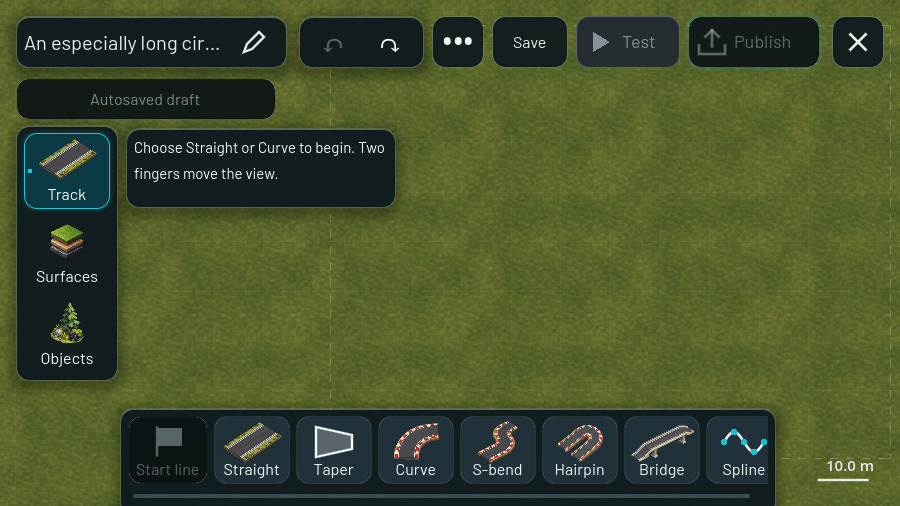 An especially long cir...
Save
Test
Publish
Autosaved draft
Track
Choose Straight or Curve to begin. Two
fingers move the view.
Surfaces
Objects
Start line
Straight
Taper
Curve
S-bend
Hairpin
Bridge
Spline
10.0 m